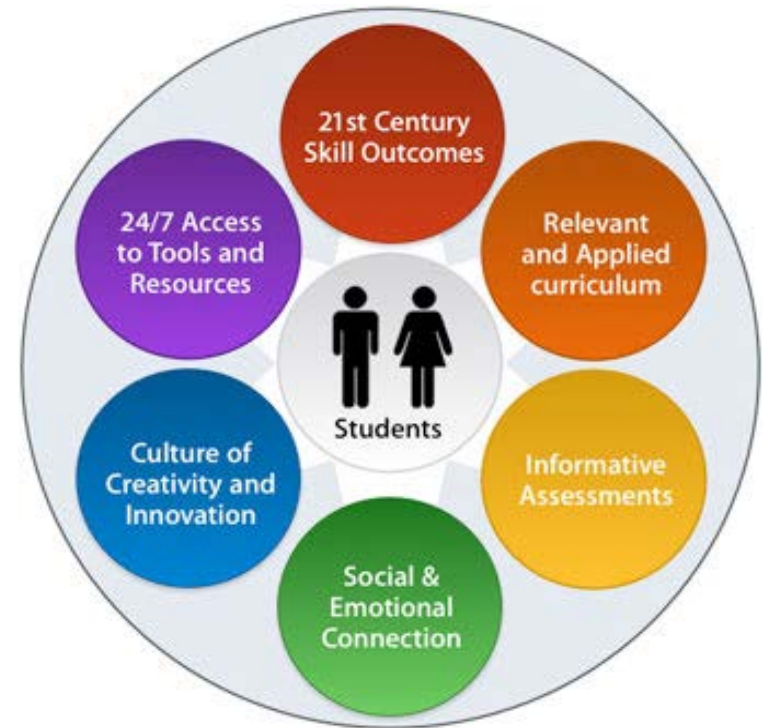 21st Century
Skill Outcomes
Relevant
and Applied
curriculum
Informative
Assessments
Social &
Emotional
Connection
Culture of
Creativity and
Innovation
24/7 Access
to Tools and
Resources
Students